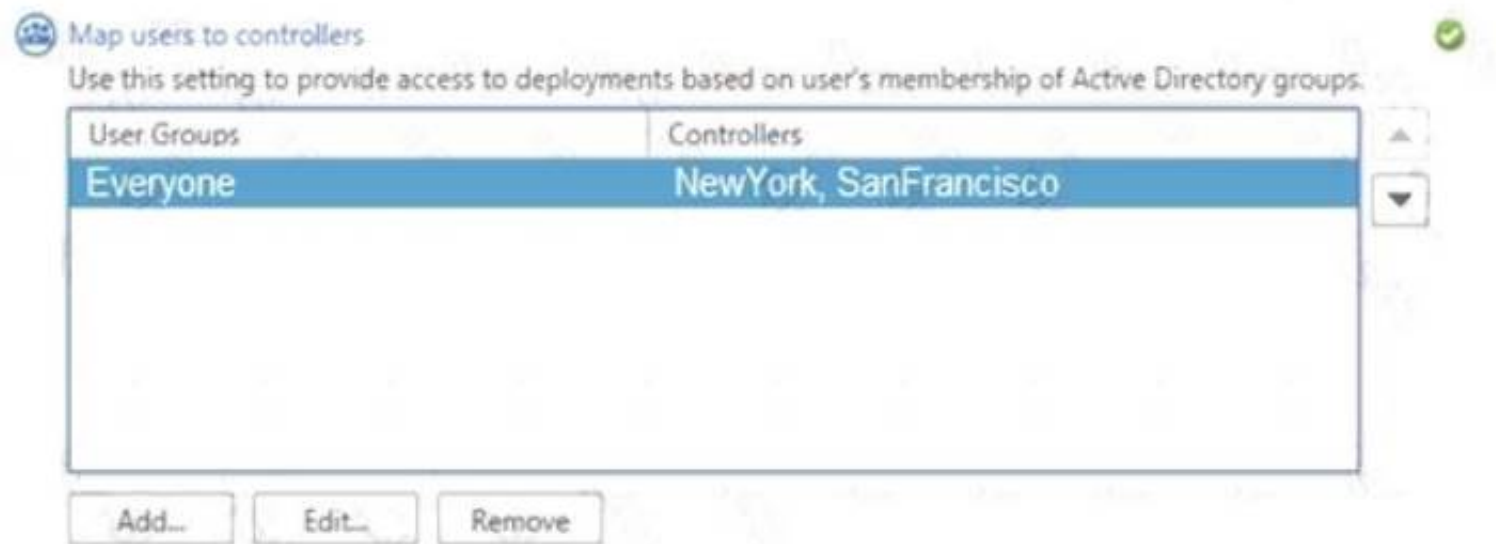 Map users to controllers
Use this setting to provide access to deployments based on user's membership of Active Directory groups.
User Groups Controllers
Everyone NewYork, SanFrancisco
Add... Edit... Remove